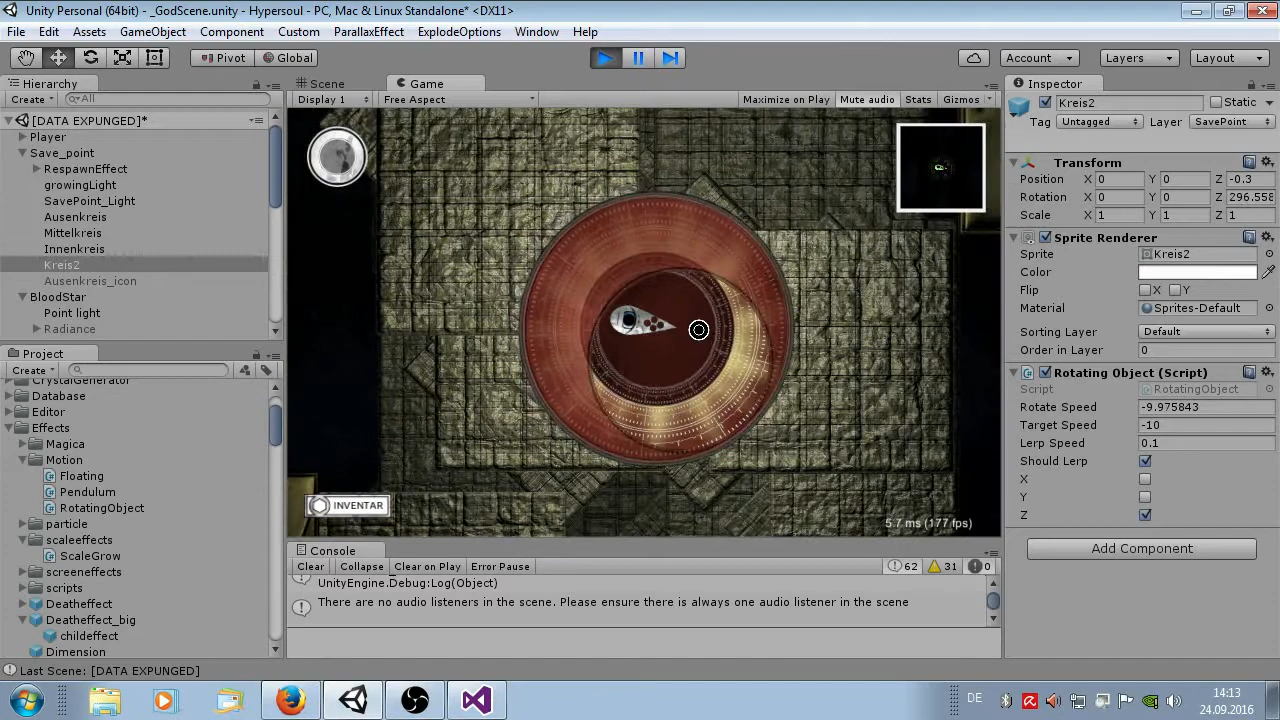 Unity Personal (64bit) - _GodScene.unity - Hypersoul - PC, Mac & Linux Standalone* <DX11>
File Edit Assets GameObject Component Custom ParallaxEffect ExplodeOptions Window Help
Pivot Global Account Layers Layout
Hierarchy
Create All
[DATA EXPUNGED]*
Player
Save_point
RespawnEffect
growingLight
SavePoint_Light
Ausenkreis
Mittelkreis
Innenkreis
Kreis2
Ausenkreis_icon
BloodStar
Point light
Radiance
Project
Create
CrystalGenerator
Database
Editor
Effects
Magica
Motion
Floating
Pendulum
RotatingObject
particle
scaleeffects
ScaleGrow
screeneffects
scripts
Deatheffect
Deatheffect_big
childeffect
Dimension
Scene Game
Display 1 Free Aspect Maximize on Play Mute audio Stats Gizmos
INVENTAR
5.7 ms (177 fps)
Console
Clear Collapse Clear on Play Error Pause 62 31 0
UnityEngine.Debug:Log(Object)
There are no audio listeners in the scene. Please ensure there is always one audio listener in the scene
Inspector
Kreis2 Static
Tag Untagged Layer SavePoint
Transform
Position X 0 Y 0 Z -0.3
Rotation X 0 Y 0 Z 296.558
Scale X 1 Y 1 Z 1
Sprite Renderer
Sprite Kreis2
Color
Flip X Y
Material Sprites-Default
Sorting Layer Default
Order in Layer 0
Rotating Object (Script)
Script RotatingObject
Rotate Speed -9.975843
Target Speed -10
Lerp Speed 0.1
Should Lerp
X
Y
Z
Add Component
Last Scene: [DATA EXPUNGED]
DE
14:13
24.09.2016